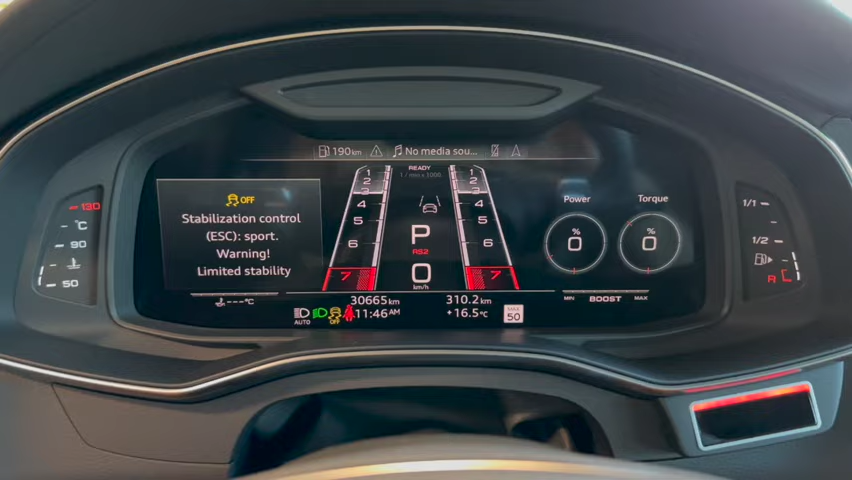 190km
No media sou...
READY
1 / min x 1000
OFF
Stabilization control
(ESC): sport.
Warning!
Limited stability
1
2
3
4
5
6
7
1
2
3
4
5
6
7
P
RS2
0
km/h
Power
%
0
Torque
%
0
130
°C
90
50
1/1
1/2
R
---°C
MIN
BOOST
MAX
30665km
310.2km
AUTO
OFF
11:46AM
+16.5°C
MAX
50